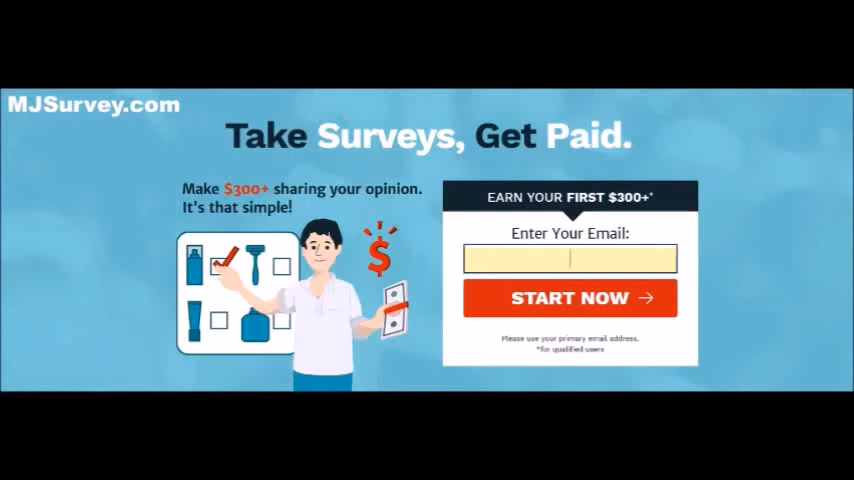 MJSurvey.com
Take Surveys, Get Paid.
Make $300+ sharing your opinion.
It's that simple!
$
EARN YOUR FIRST $300+*
Enter Your Email:
START NOW →
Please use your primary email address.
*for qualified users